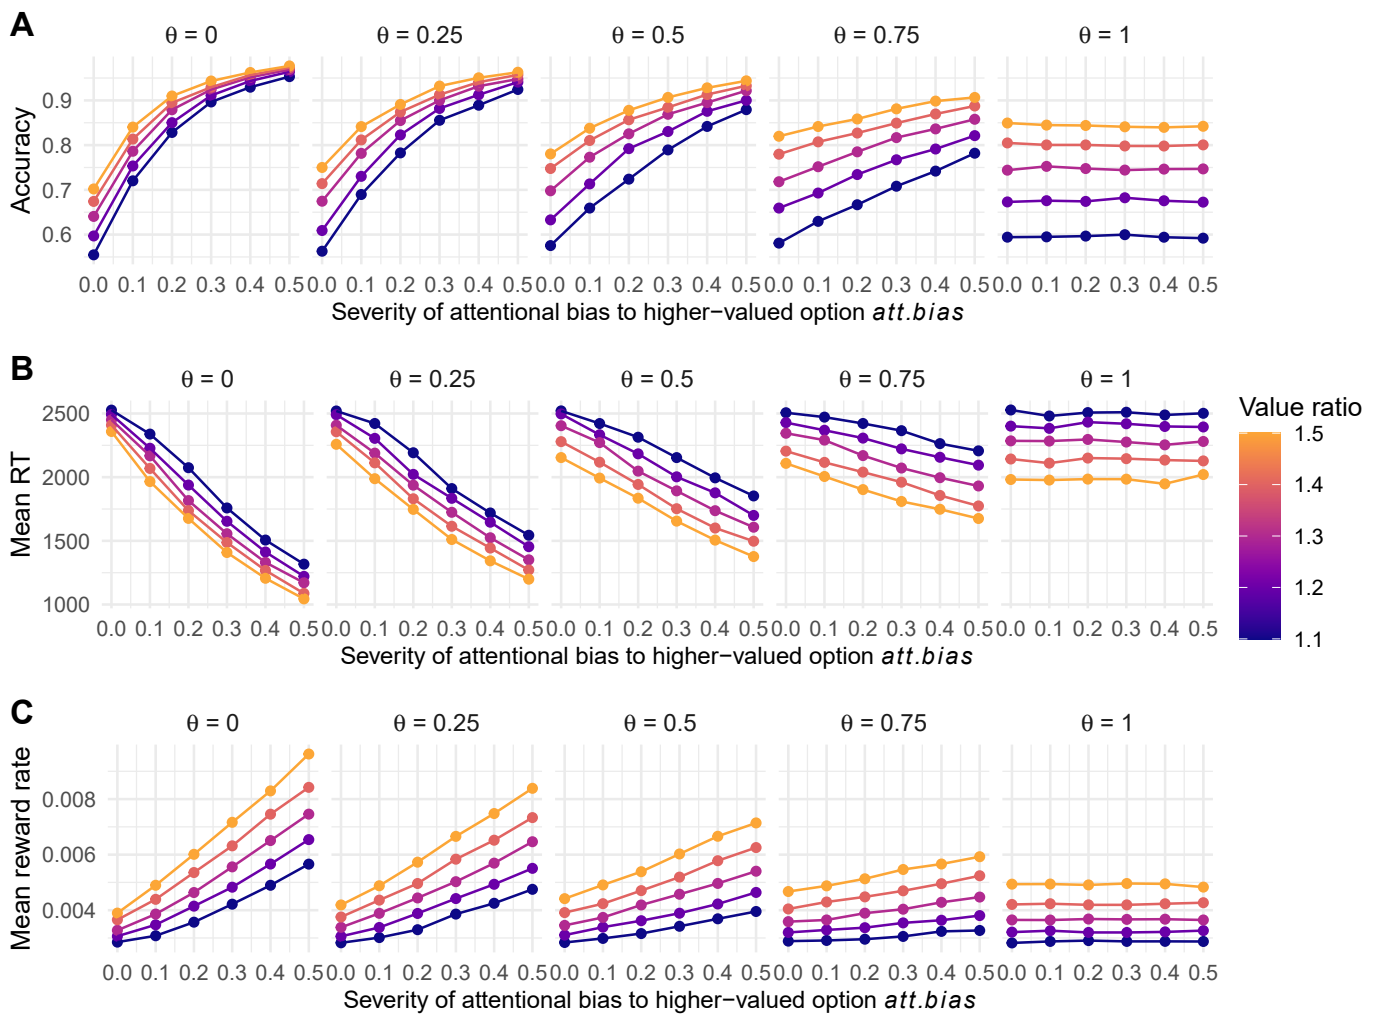 A
θ = 0 θ = 0.25 θ = 0.5 θ = 0.75 θ = 1
Accuracy
0.9
0.8
0.7
0.6
0.0 0.1 0.2 0.3 0.4 0.5 0.0 0.1 0.2 0.3 0.4 0.5 0.0 0.1 0.2 0.3 0.4 0.5 0.0 0.1 0.2 0.3 0.4 0.5 0.0 0.1 0.2 0.3 0.4 0.5
Severity of attentional bias to higher−valued option att.bias
B
θ = 0 θ = 0.25 θ = 0.5 θ = 0.75 θ = 1
Mean RT
2500
2000
1500
1000
0.0 0.1 0.2 0.3 0.4 0.5 0.0 0.1 0.2 0.3 0.4 0.5 0.0 0.1 0.2 0.3 0.4 0.5 0.0 0.1 0.2 0.3 0.4 0.5 0.0 0.1 0.2 0.3 0.4 0.5
Severity of attentional bias to higher−valued option att.bias
Value ratio
1.5
1.4
1.3
1.2
1.1
C
θ = 0 θ = 0.25 θ = 0.5 θ = 0.75 θ = 1
Mean reward rate
0.008
0.006
0.004
0.0 0.1 0.2 0.3 0.4 0.5 0.0 0.1 0.2 0.3 0.4 0.5 0.0 0.1 0.2 0.3 0.4 0.5 0.0 0.1 0.2 0.3 0.4 0.5 0.0 0.1 0.2 0.3 0.4 0.5
Severity of attentional bias to higher−valued option att.bias